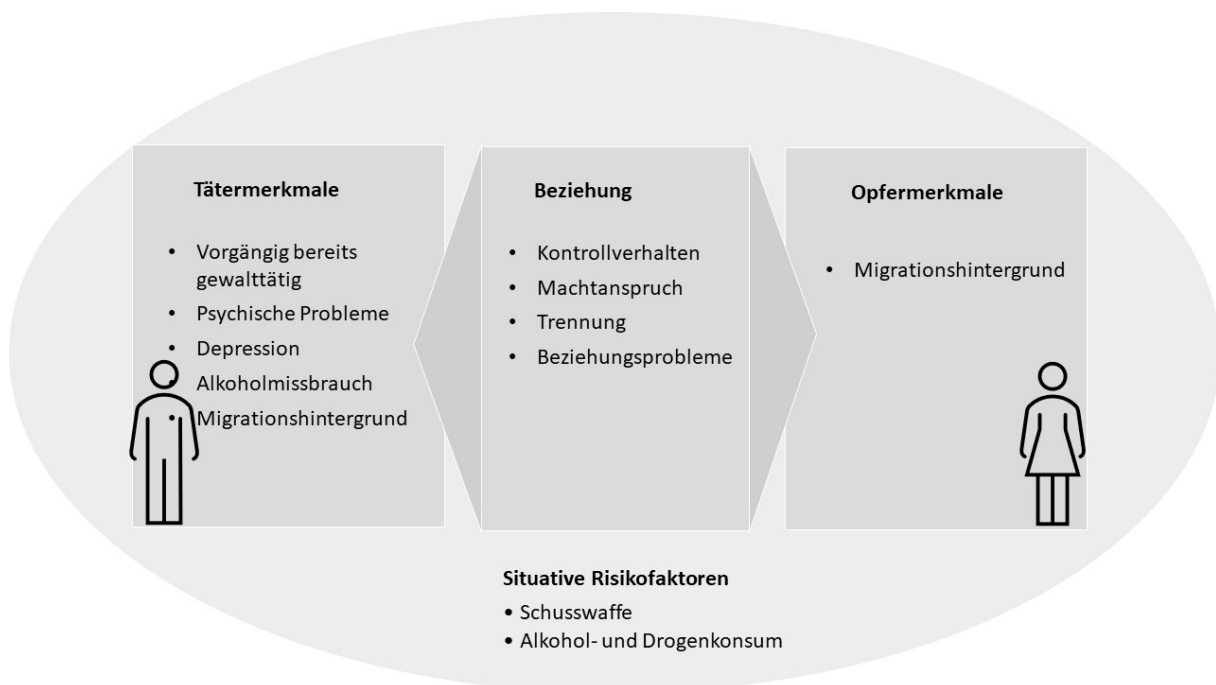 Tätermerkmale
• Vorgängig bereits
gewalttätig
• Psychische Probleme
• Depression
• Alkoholmissbrauch
• Migrationshintergrund
Beziehung
• Kontrollverhalten
• Machtanspruch
• Trennung
• Beziehungsprobleme
Opfermerkmale
• Migrationshintergrund
Situative Risikofaktoren
• Schusswaffe
• Alkohol- und Drogenkonsum